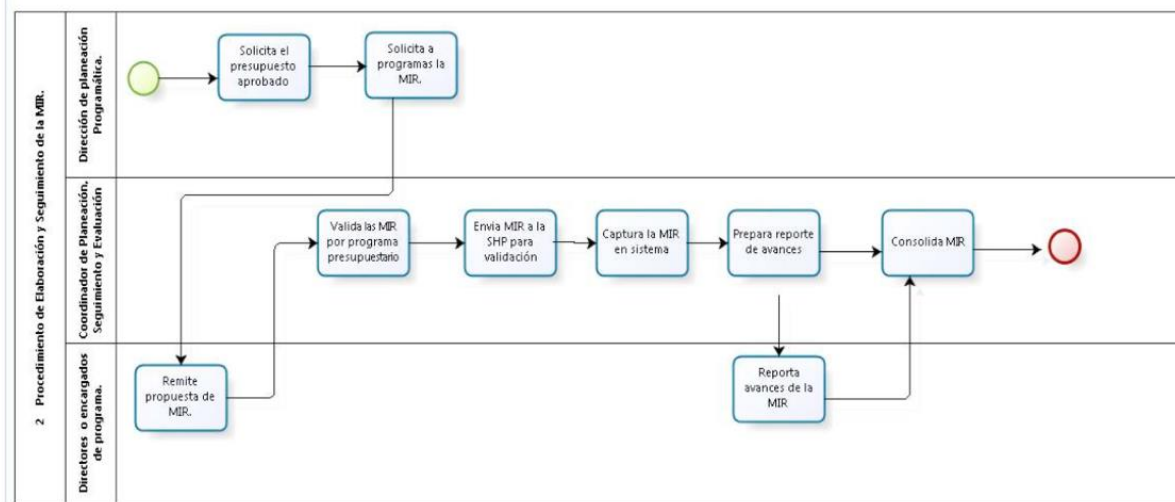 2 Procedimiento de Elaboración y Seguimiento de la MIR.
Dirección de planeación
Programática.
Solicita el
presupuesto
aprobado
Solicita a
programas la
MIR.
Coordinador de Planeación,
Seguimiento y Evaluación
Valida las MIR
por programa
presupuestario
Envia MIR a la
SHP para
validación
Captura la MIR
en sistema
Prepara reporte
de avances
Consolida MIR
Directores o encargados
de programa.
Remite
propuesta de
MIR.
Reporta
avances de la
MIR